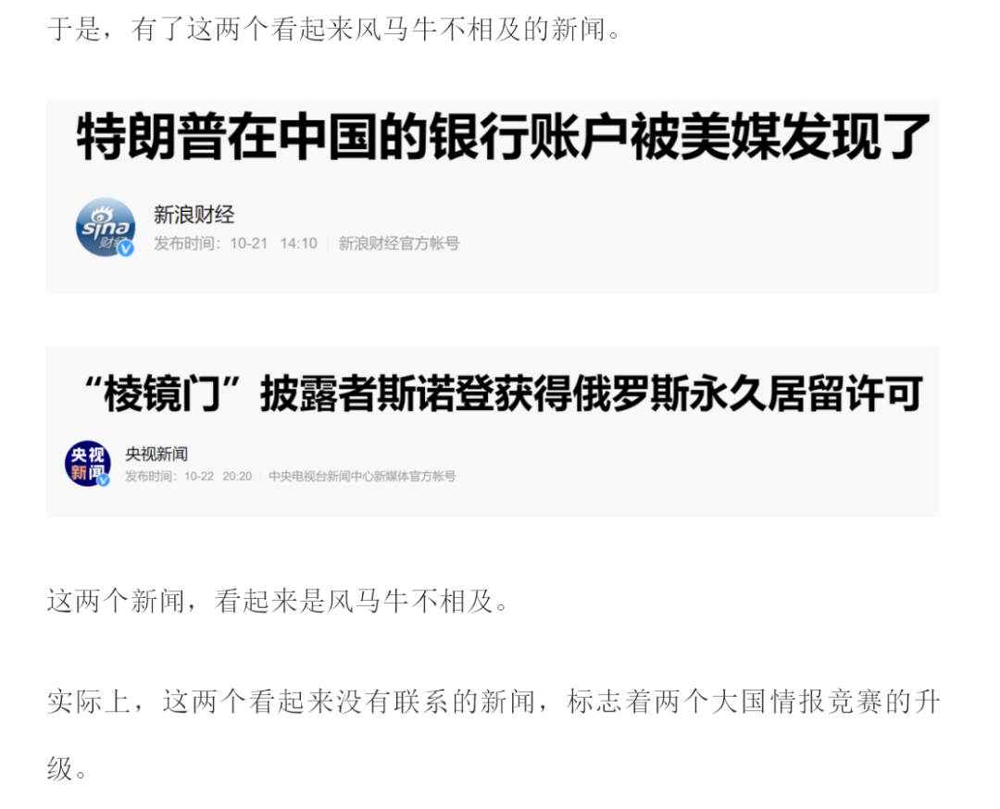 于是，有了这两个看起来风马牛不相及的新闻。
特朗普在中国的银行账户被美媒发现了
sina
财经
新浪财经
发布时间：10-21 14:10 新浪财经官方帐号
“棱镜门”披露者斯诺登获得俄罗斯永久居留许可
央视
新闻
央视新闻
发布时间：10-22 20:20 中央电视台新闻中心新媒体官方帐号
这两个新闻，看起来是风马牛不相及。
实际上，这两个看起来没有联系的新闻，标志着两个大国情报竞赛的升
级。